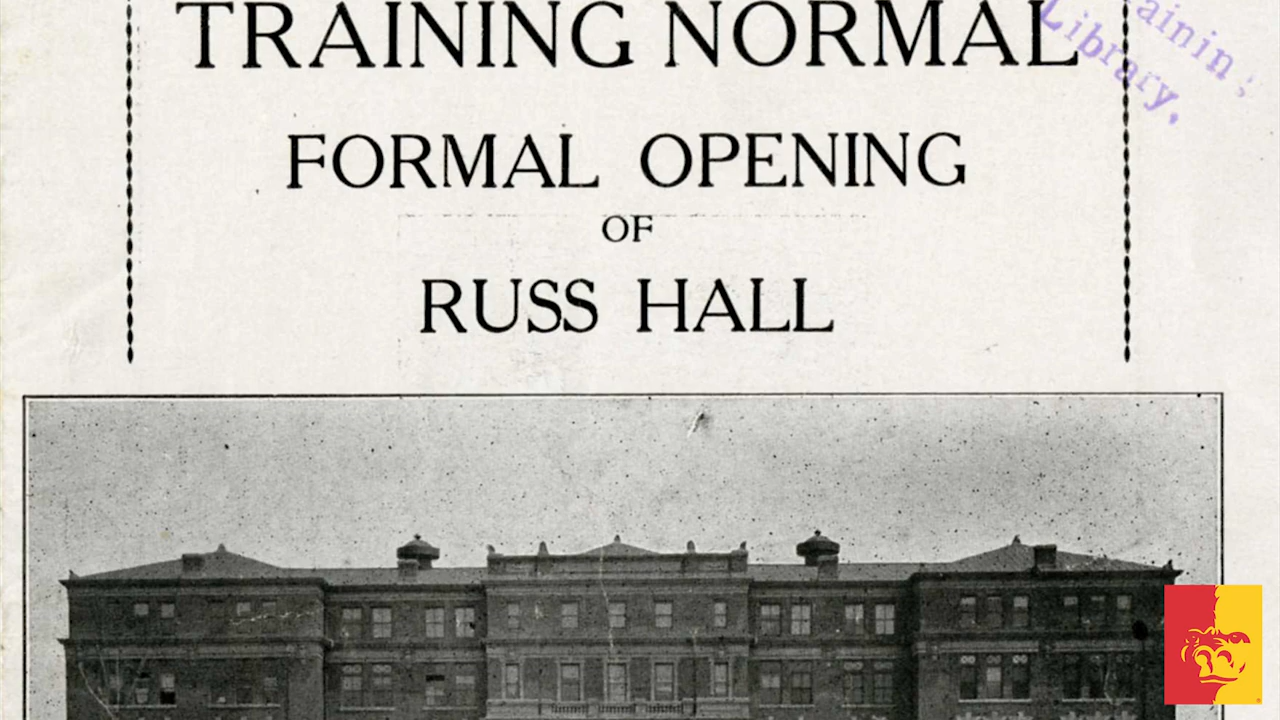 TRAINING NORMAL
Library.
FORMAL OPENING
OF
RUSS HALL